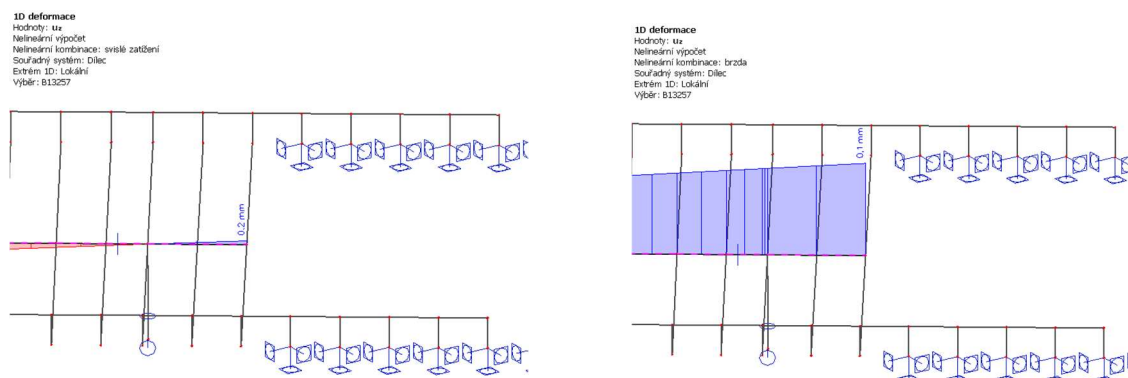 1D deformace
Hodnoty: uz
Nelineární výpočet
Nelineární kombinace: svislé zatížení
Souřadný systém: Dílec
Extrém 1D: Lokální
Výběr: B13257
0.2 mm
1D deformace
Hodnoty: uz
Nelineární výpočet
Nelineární kombinace: brzda
Souřadný systém: Dílec
Extrém 1D: Lokální
Výběr: B13257
0,1 mm